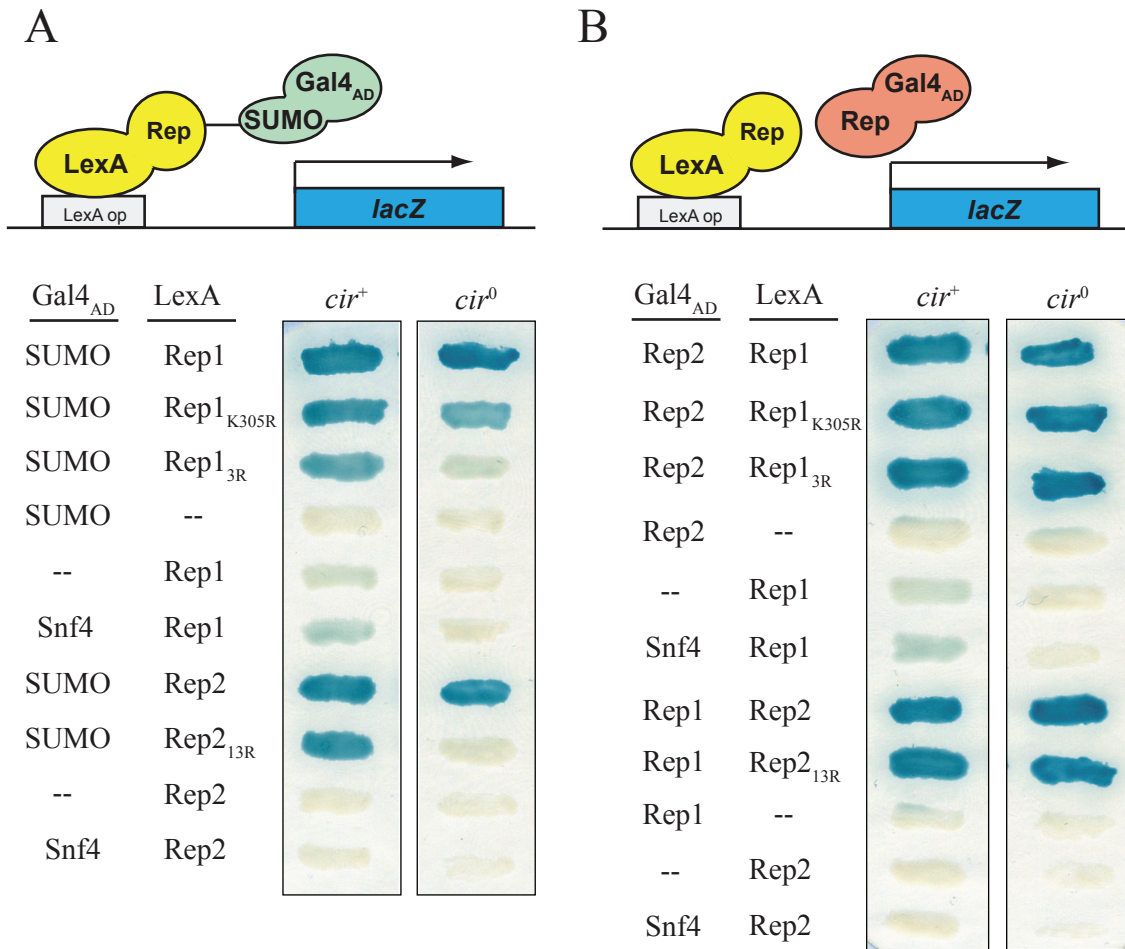 A
Gal4AD
SUMO
Rep
LexA
LexA op
lacZ
Gal4AD LexA cir+ cir0
SUMO Rep1
SUMO Rep1K305R
SUMO Rep13R
SUMO --
-- Rep1
Snf4 Rep1
SUMO Rep2
SUMO Rep213R
-- Rep2
Snf4 Rep2
B
Gal4AD
Rep
Rep
LexA
LexA op
lacZ
Gal4AD LexA cir+ cir0
Rep2 Rep1
Rep2 Rep1K305R
Rep2 Rep13R
Rep2 --
-- Rep1
Snf4 Rep1
Rep1 Rep2
Rep1 Rep213R
Rep1 --
-- Rep2
Snf4 Rep2